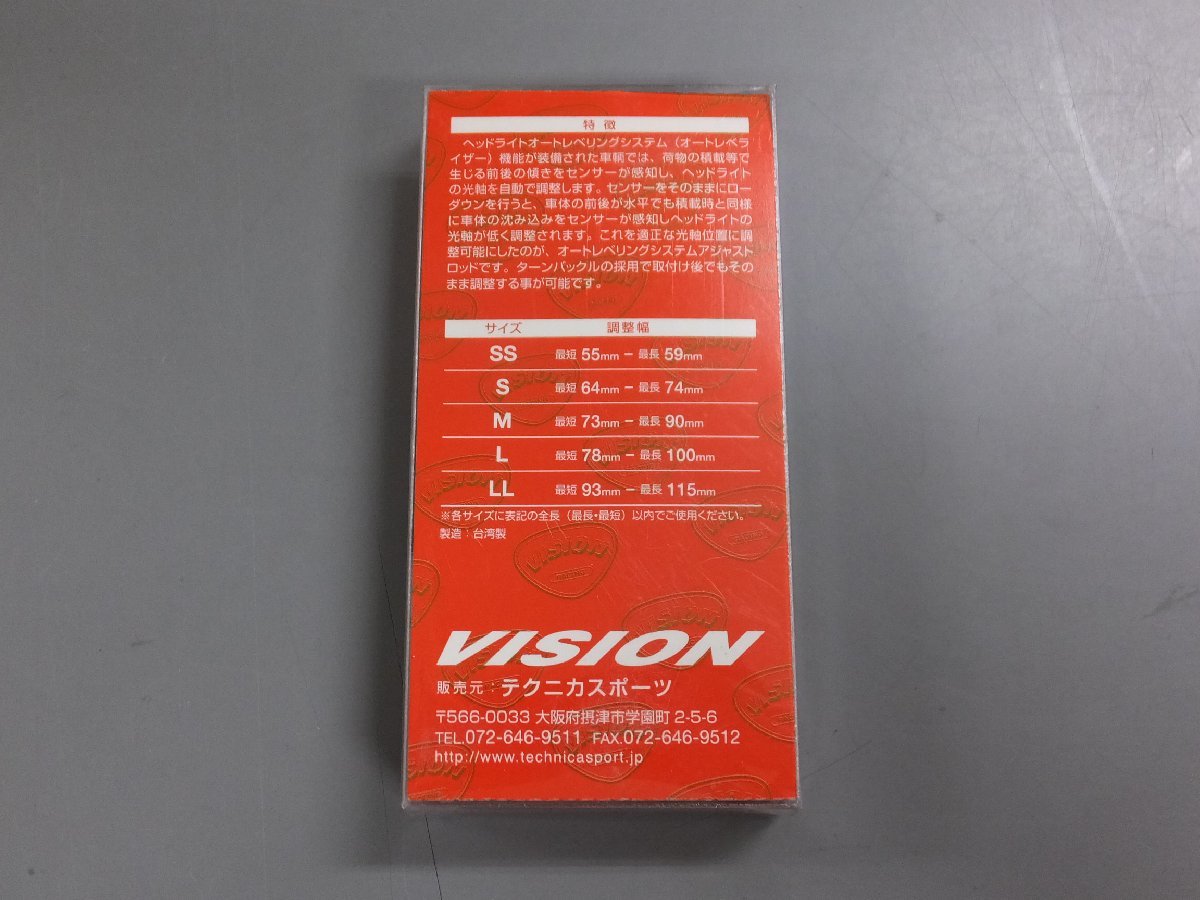 特徴
ヘッドライトオートレベリングシステム（オートレベラ
イザー）機能が装備された車輌では、荷物の積載等で
生じる前後の傾きをセンサーが感知し、ヘッドライト
の光軸を自動で調整します。センサーをそのままにロー
ダウンを行うと、車体の前後が水平でも積載時と同様
に車体の沈み込みをセンサーが感知しヘッドライトの
光軸が低く調整されます。これを適正な光軸位置に調
整可能にしたのが、オートレベリングシステムアジャスト
ロッドです。ターンバックルの採用で取付け後でもその
まま調整する事が可能です。
サイズ 調整幅
SS 最短 55mm − 最長 59mm
S 最短 64mm − 最長 74mm
M 最短 73mm − 最長 90mm
L 最短 78mm − 最長 100mm
LL 最短 93mm − 最長 115mm
※各サイズに表記の全長（最長・最短）以内でご使用ください。
製造：台湾製
VISION
販売元：テクニカスポーツ
〒566-0033 大阪府摂津市学園町 2-5-6
TEL.072-646-9511 FAX.072-646-9512
http://www.technicasport.jp